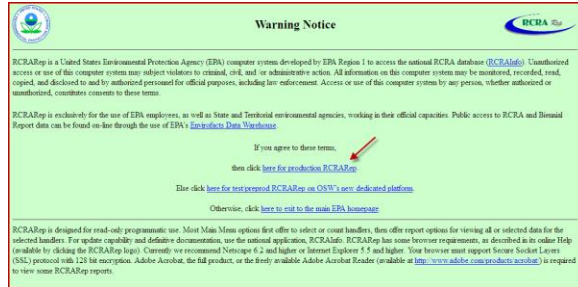 Warning Notice
RCRA Rep
RCRARep is a United States Environmental Protection Agency (EPA) computer system developed by EPA Region 1 to access the national RCRA database (RCRAInfo). Unauthorized
access or use of this computer system may subject violators to criminal, civil, and /or administrative action. All information on this computer system may be monitored, recorded, read,
copied, and disclosed to and by authorized personnel for official purposes, including law enforcement. Access or use of this computer system by any person, whether authorized or
unauthorized, constitutes consents to these terms.
RCRARep is exclusively for the use of EPA employees, as well as State and Territorial environmental agencies, working in their official capacities. Public access to RCRA and Biennial
Report data can be found on-line through the use of EPA's Envirofacts Data Warehouse.
If you agree to these terms,
then click here for production RCRARep.
Else click here for test/preprod RCRARep on OSW's new dedicated platform.
Otherwise, click here to exit to the main EPA homepage
RCRARep is designed for read-only programmatic use. Most Main Menu options first offer to select or count handlers, then offer report options for viewing all or selected data for the
selected handlers. For update capability and definitive documentation, use the national application, RCRAInfo. RCRARep has some browser requirements, as described in its online Help
(available by clicking the RCRARep logo). Currently we recommend Netscape 6.2 and higher or Internet Explorer 5.5 and higher. Your browser must support Secure Socket Layers
(SSL) protocol with 128 bit encryption. Adobe Acrobat, the full product, or the freely available Adobe Acrobat Reader (available at http://www.adobe.com/products/acrobat/) is required
to view some RCRARep reports.